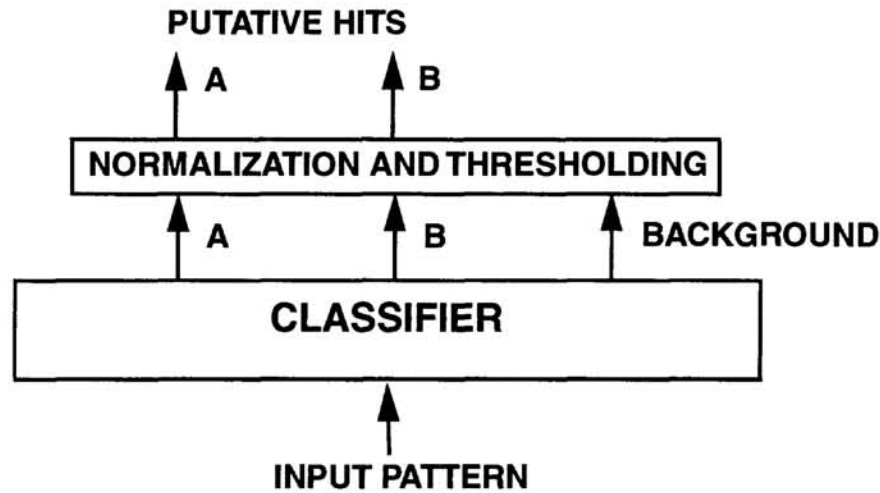 PUTATIVE HITS
A
B
NORMALIZATION AND THRESHOLDING
A
B
BACKGROUND
CLASSIFIER
INPUT PATTERN